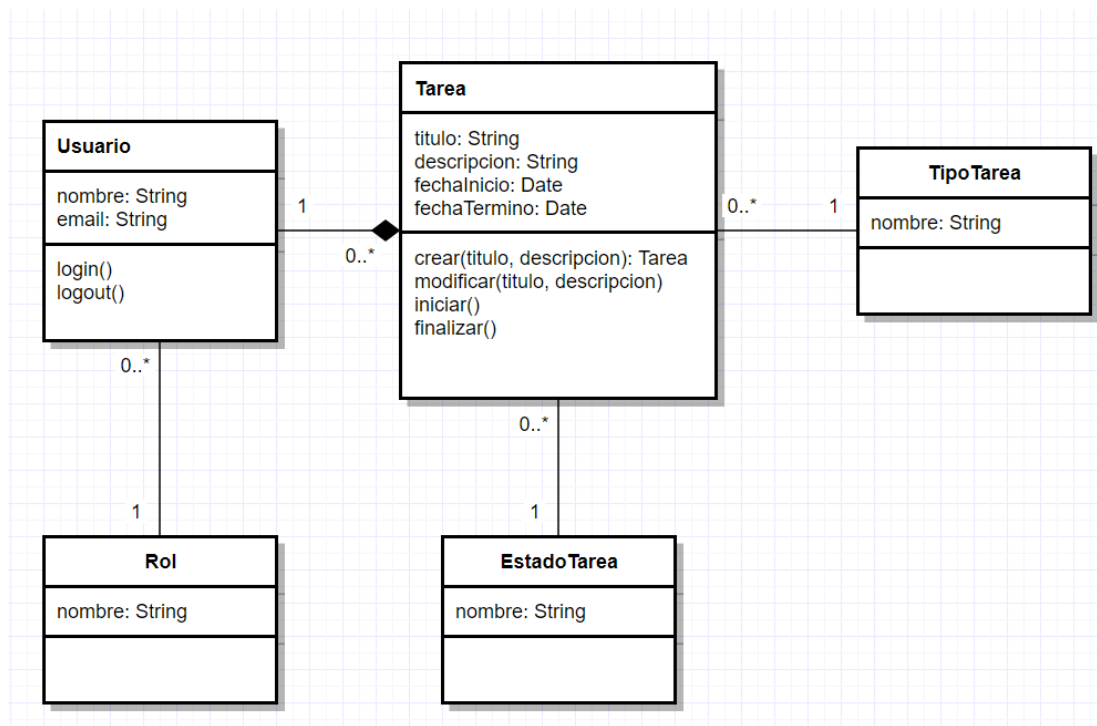 Usuario
nombre: String
email: String
login()
logout()
1
0..*
Tarea
titulo: String
descripcion: String
fechaInicio: Date
fechaTermino: Date
crear(titulo, descripcion): Tarea
modificar(titulo, descripcion)
iniciar()
finalizar()
0..*
1
TipoTarea
nombre: String
0..*
1
Rol
nombre: String
0..*
1
EstadoTarea
nombre: String